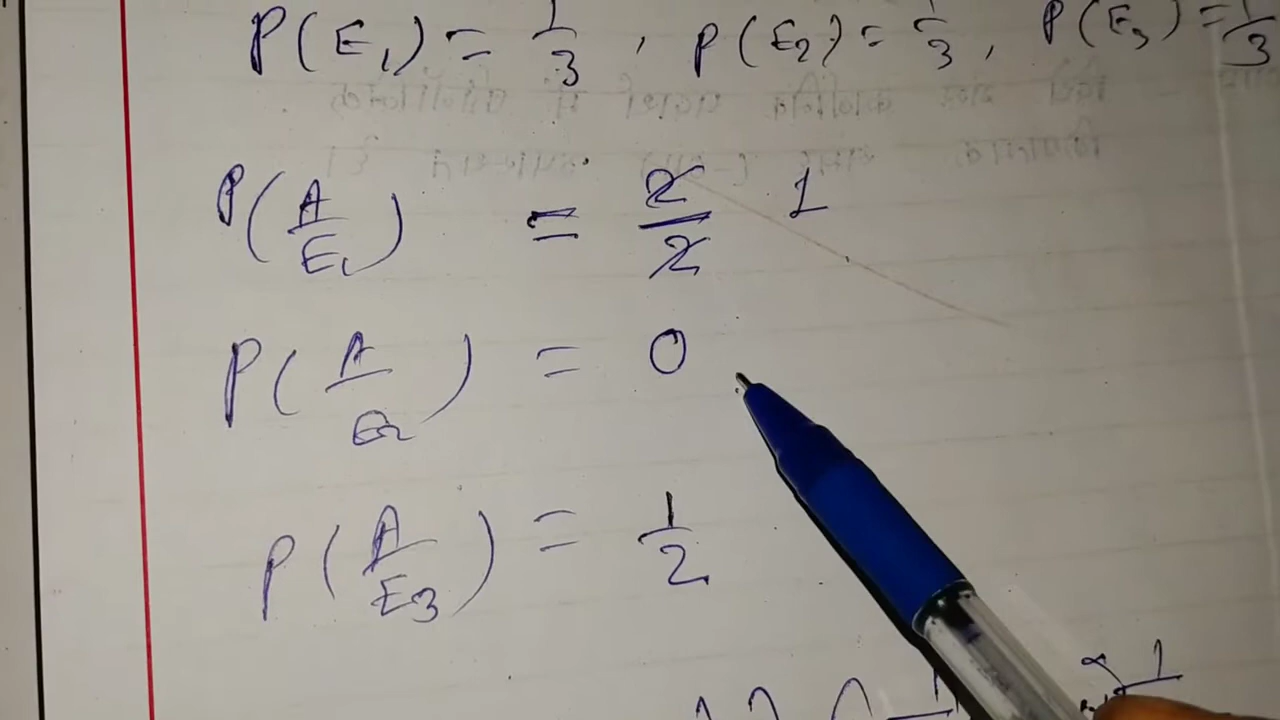 P(E₁) = 1/3 , P(E₂) = 1/3 , P(E₃) = 1/3
P(A/E₁) = 2/2 1
P(A/E₂) = 0
P(A/E₃) = 1/2